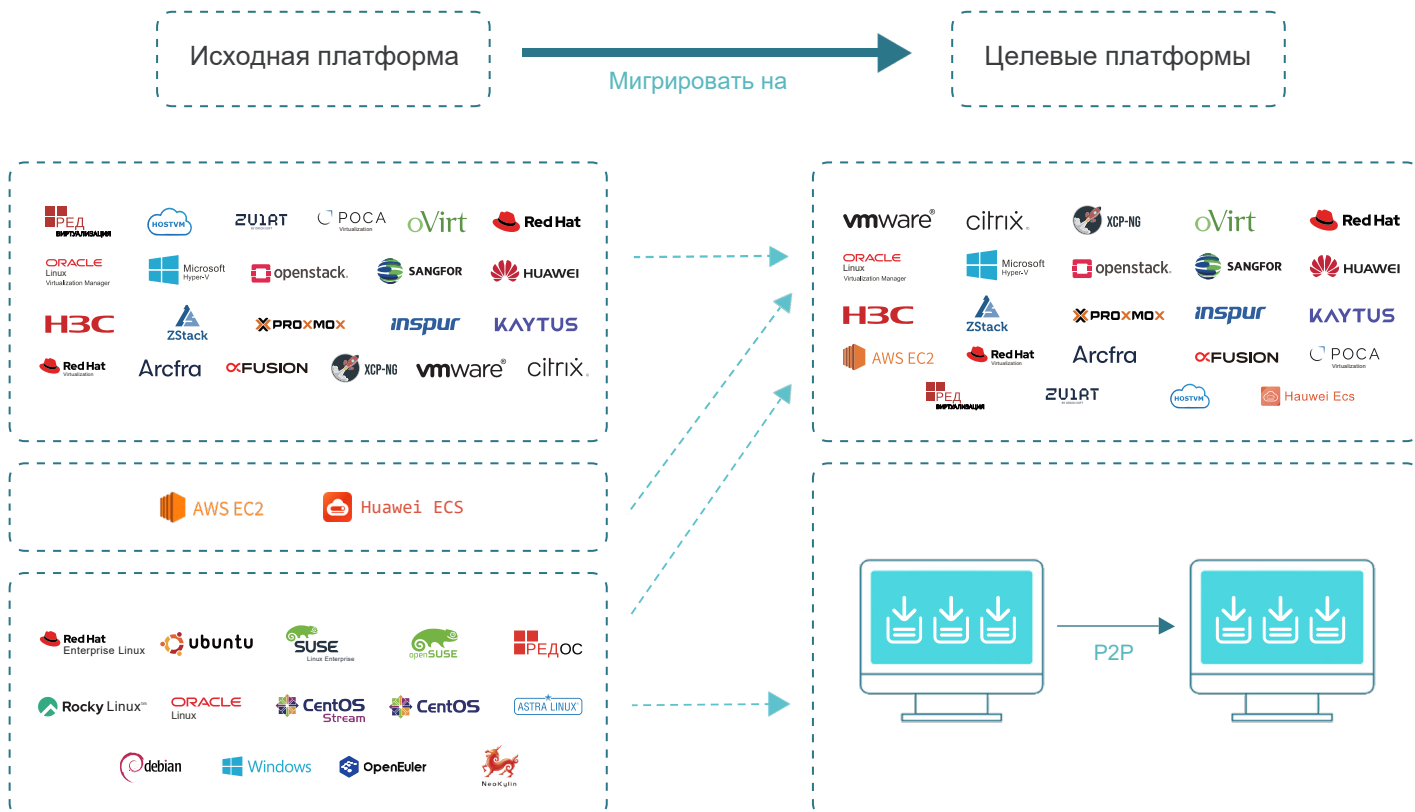 Исходная платформа
Мигрировать на
Целевые платформы
РЕД ВИРТУАЛИЗАЦИЯ
HOSTVM
ZVIRT
РОСА Virtualization
oVirt
Red Hat
ORACLE Linux Virtualization Manager
Microsoft Hyper-V
openstack.
SANGFOR
HUAWEI
H3C
ZStack
PROXMOX
inspur
KAYTUS
Red Hat Virtualization
Arcfra
FUSION
XCP-NG
vmware®
citrix.
AWS EC2
Huawei ECS
Red Hat Enterprise Linux
ubuntu
SUSE Linux Enterprise
openSUSE
РЕД ОС
Rocky Linux
ORACLE Linux
CentOS Stream
CentOS
ASTRA LINUX®
debian
Windows
OpenEuler
NeoKylin
vmware®
citrix.
XCP-NG
oVirt
Red Hat
ORACLE Linux Virtualization Manager
Microsoft Hyper-V
openstack.
SANGFOR
HUAWEI
H3C
ZStack
PROXMOX
inspur
KAYTUS
AWS EC2
Red Hat Virtualization
Arcfra
FUSION
РОСА Virtualization
РЕД ВИРТУАЛИЗАЦИЯ
ZVIRT
HOSTVM
Hauwei Ecs
P2P